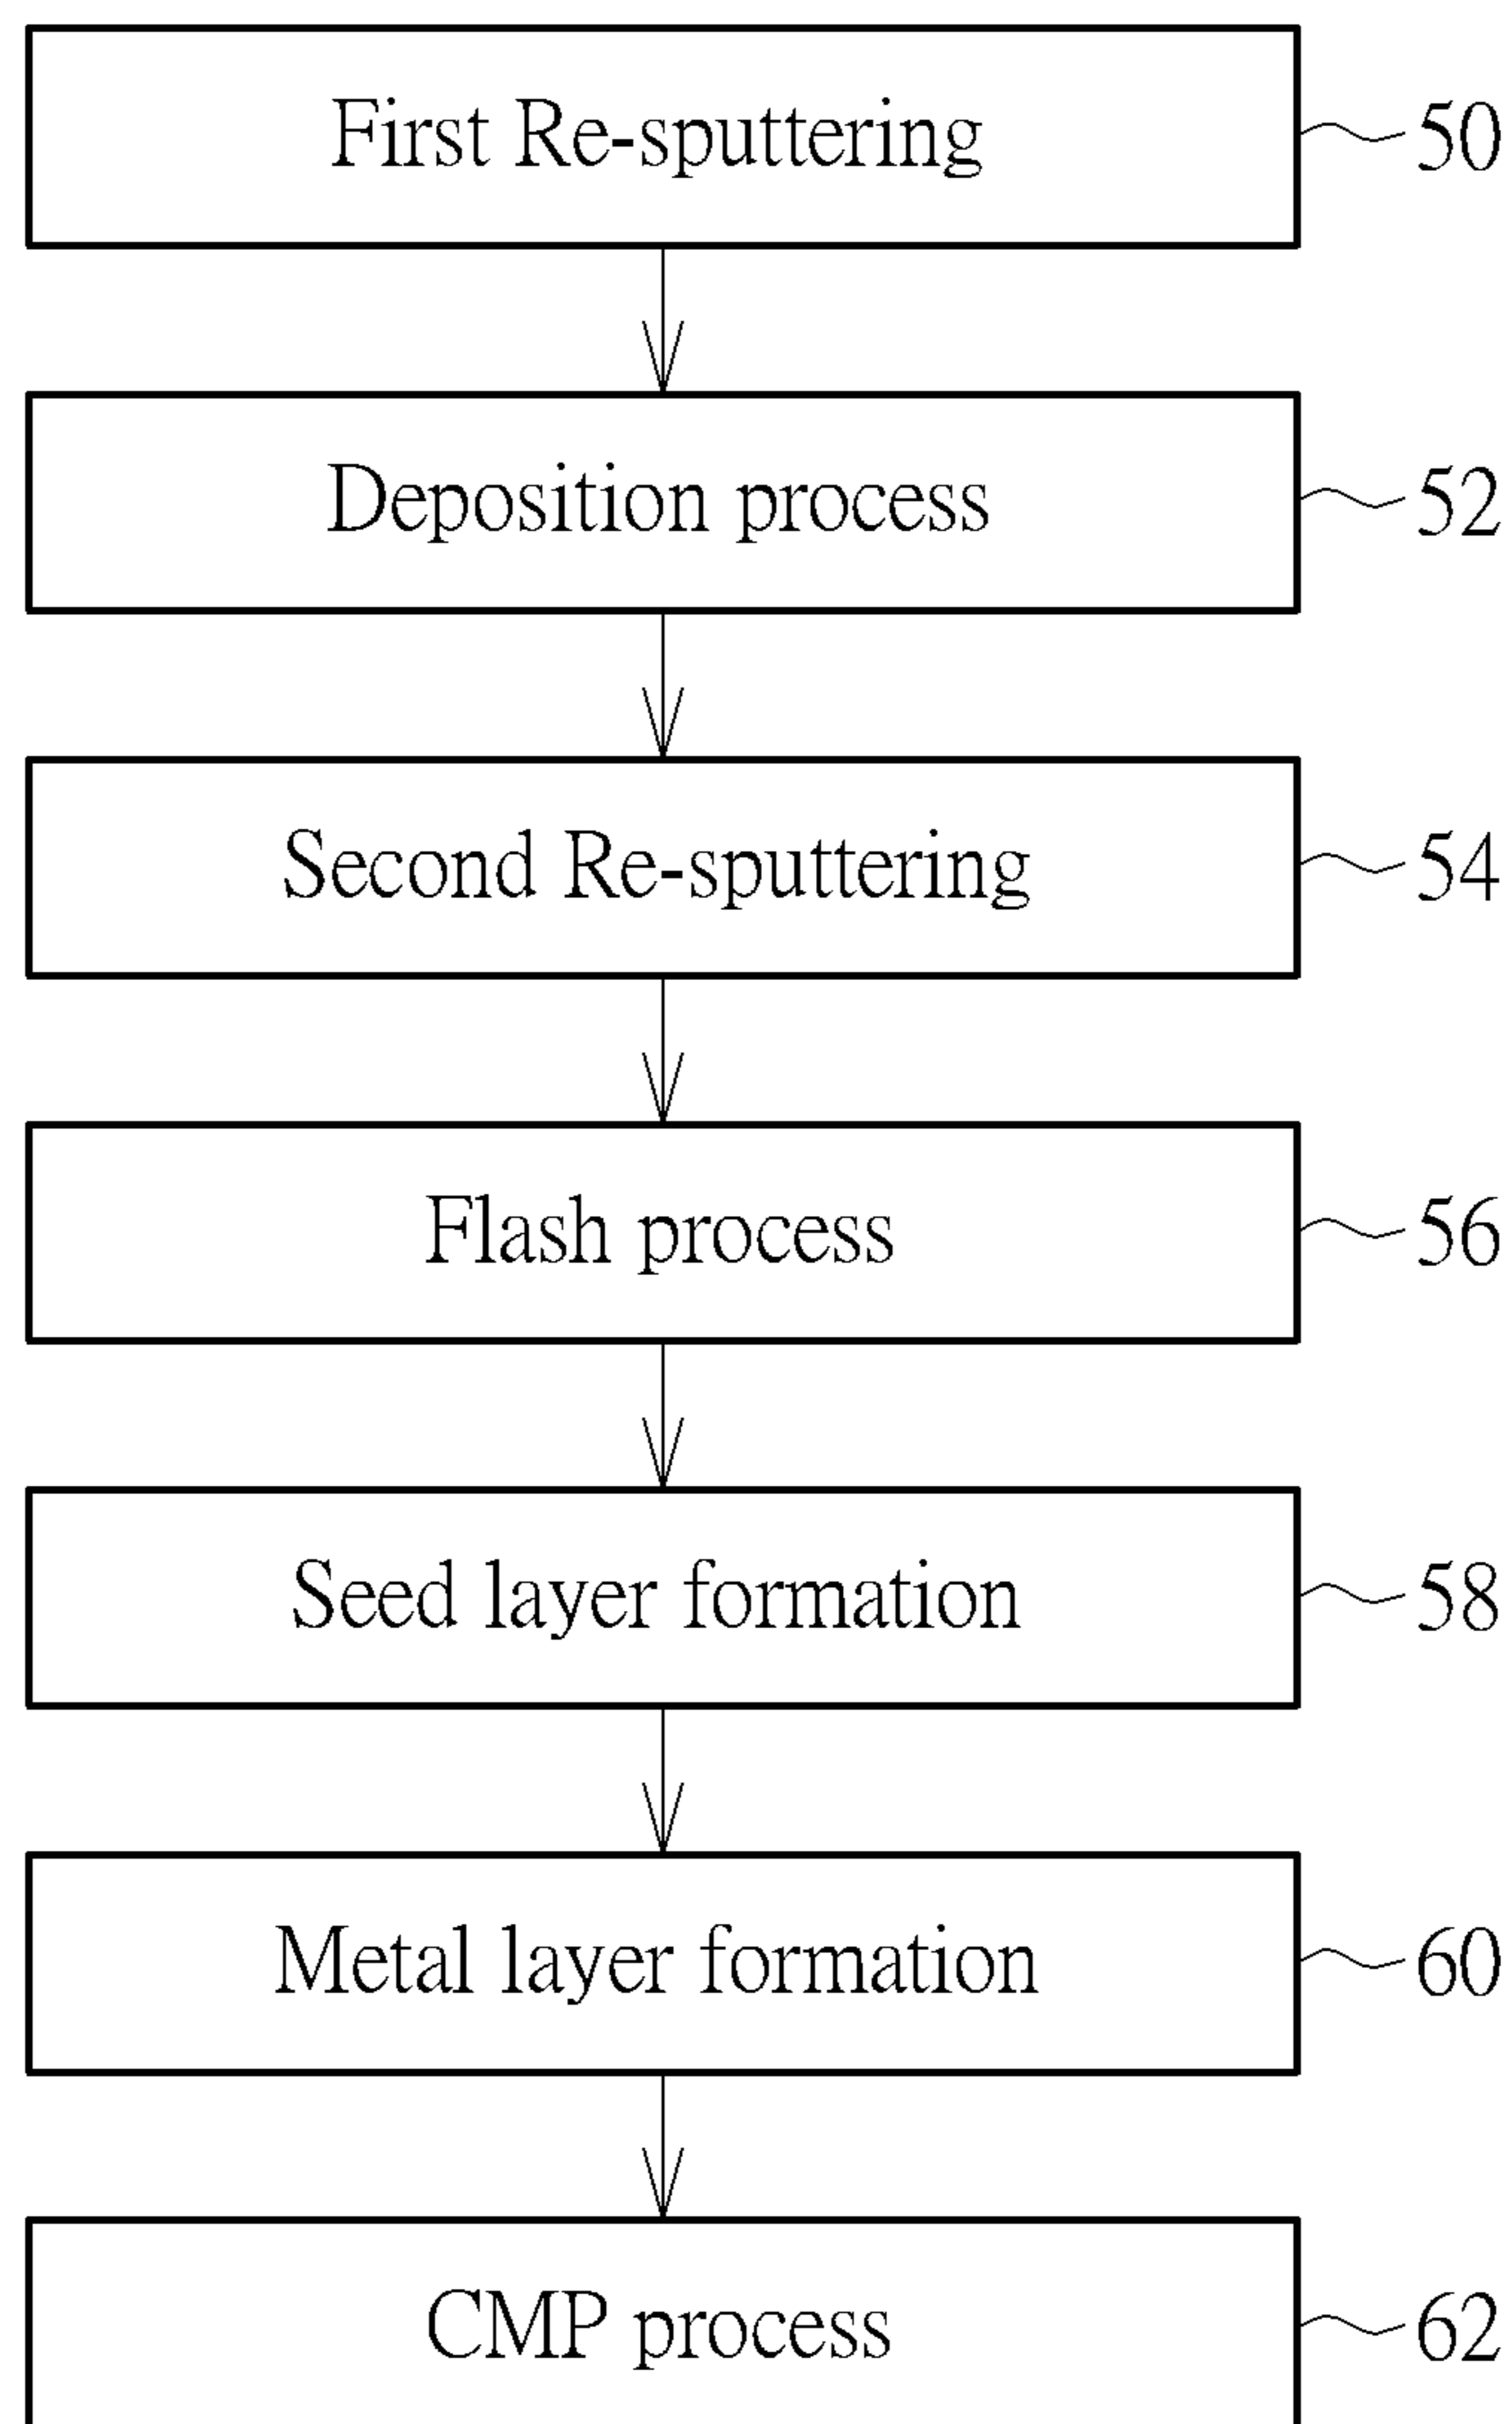 First Re-sputtering 50
Deposition process 52
Second Re-sputtering 54
Flash process 56
Seed layer formation 58
Metal layer formation 60
CMP process 62